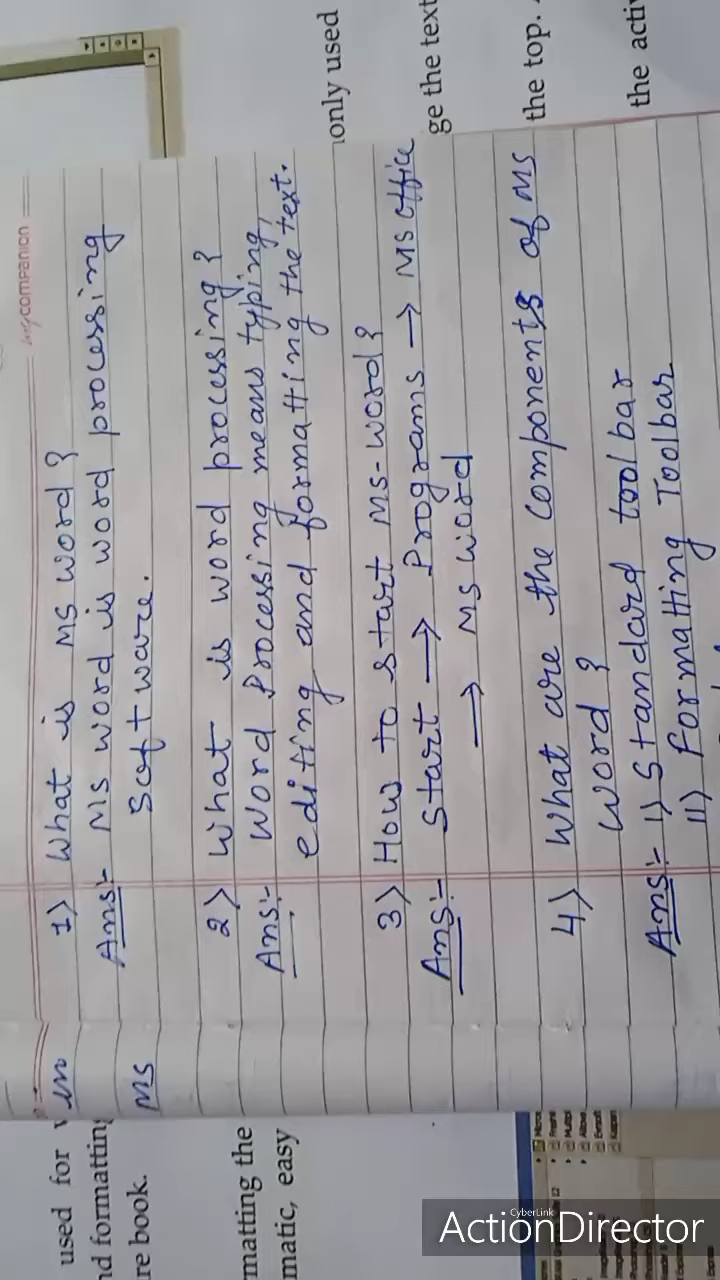 companion
1) What is MS word?
Ans:- MS word is word processing
Software.
2) What is word processing?
Ans:- Word Processing means typing,
editing and formatting the text.
3) How to start MS-word?
Ans:- Start → Programs → MS office
→ MS word
4) What are the components of MS
word?
Ans:- i) Standard toolbar
ii) Formatting Toolbar
in
MS
used for
nd formatting
re book.
matting the
matic, easy
only used
ge the text
the top.
the acti
CyberLink
ActionDirector